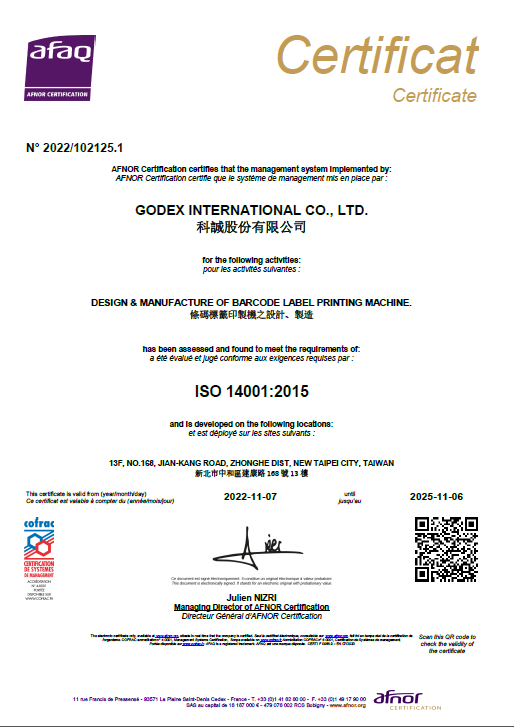 afaq
AFNOR CERTIFICATION
Certificat
Certificate
N° 2022/102125.1
AFNOR Certification certifies that the management system implemented by:
AFNOR Certification certifie que le système de management mis en place par :
GODEX INTERNATIONAL CO., LTD.
科誠股份有限公司
for the following activities:
pour les activités suivantes :
DESIGN & MANUFACTURE OF BARCODE LABEL PRINTING MACHINE.
條碼標籤印製機之設計、製造
has been assessed and found to meet the requirements of:
a été évalué et jugé conforme aux exigences requises par :
ISO 14001:2015
and is developed on the following locations:
et est déployé sur les sites suivants :
13F, NO.168, JIAN-KANG ROAD, ZHONGHE DIST, NEW TAIPEI CITY, TAIWAN
新北市中和區建康路 168 號 13 樓
This certificate is valid from (year/month/day)
Ce certificat est valable à compter du (année/mois/jour)
2022-11-07
until
jusqu'au
2025-11-06
cofrac
CERTIFICATION
DE SYSTEMES
DE MANAGEMENT
ACCREDITATION
PORTEE
DISPONIBLE SUR
WWW.COFRAC.FR
Ce document est signé électroniquement. Il constitue un original électronique à valeur probatoire.
This document is electronically signed. It stands for an electronic original with probationary value.
Julien NIZRI
Managing Director of AFNOR Certification
Directeur Général d'AFNOR Certification
Scan this QR code to
check the validity of
the certificate
11 rue Francis de Pressensé - 93571 La Plaine Saint-Denis Cedex - France - T. +33 (0)1 41 62 80 00 - F. +33 (0)1 49 17 90 00
SAS au capital de 18 187 000 € - 479 076 002 RCS Bobigny - www.afnor.org
afnor
CERTIFICATION